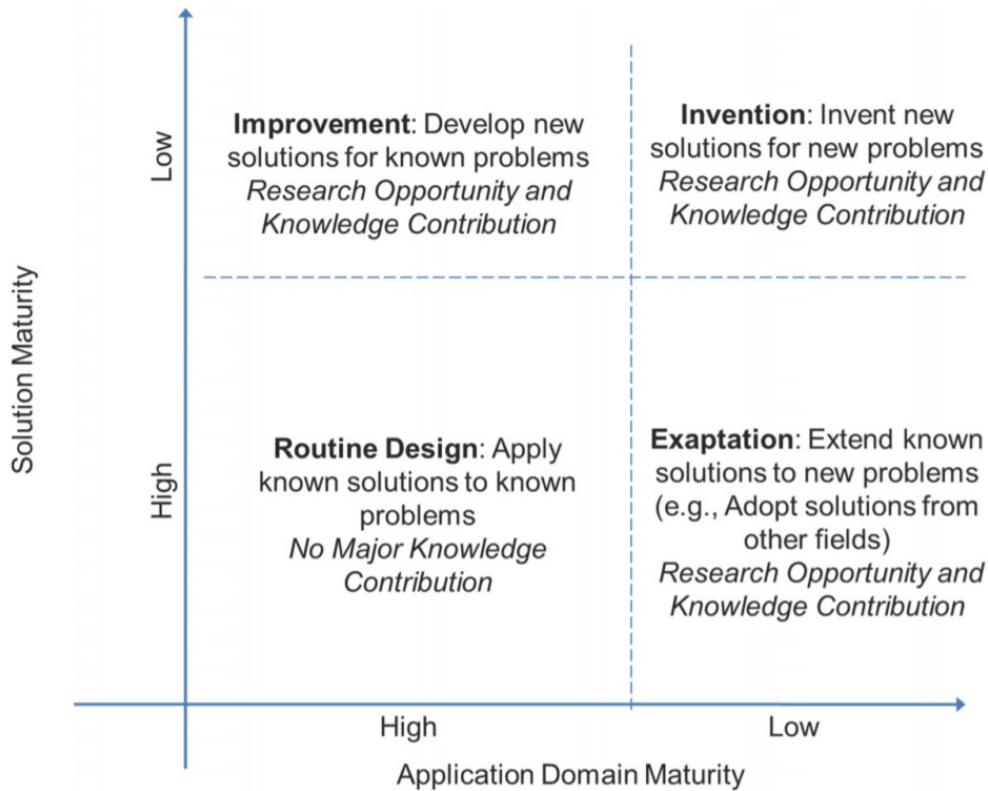 Solution Maturity
Low
High
Improvement: Develop new
solutions for known problems
Research Opportunity and
Knowledge Contribution
Invention: Invent new
solutions for new problems
Research Opportunity and
Knowledge Contribution
Routine Design: Apply
known solutions to known
problems
No Major Knowledge
Contribution
Exaptation: Extend known
solutions to new problems
(e.g., Adopt solutions from
other fields)
Research Opportunity and
Knowledge Contribution
High
Low
Application Domain Maturity